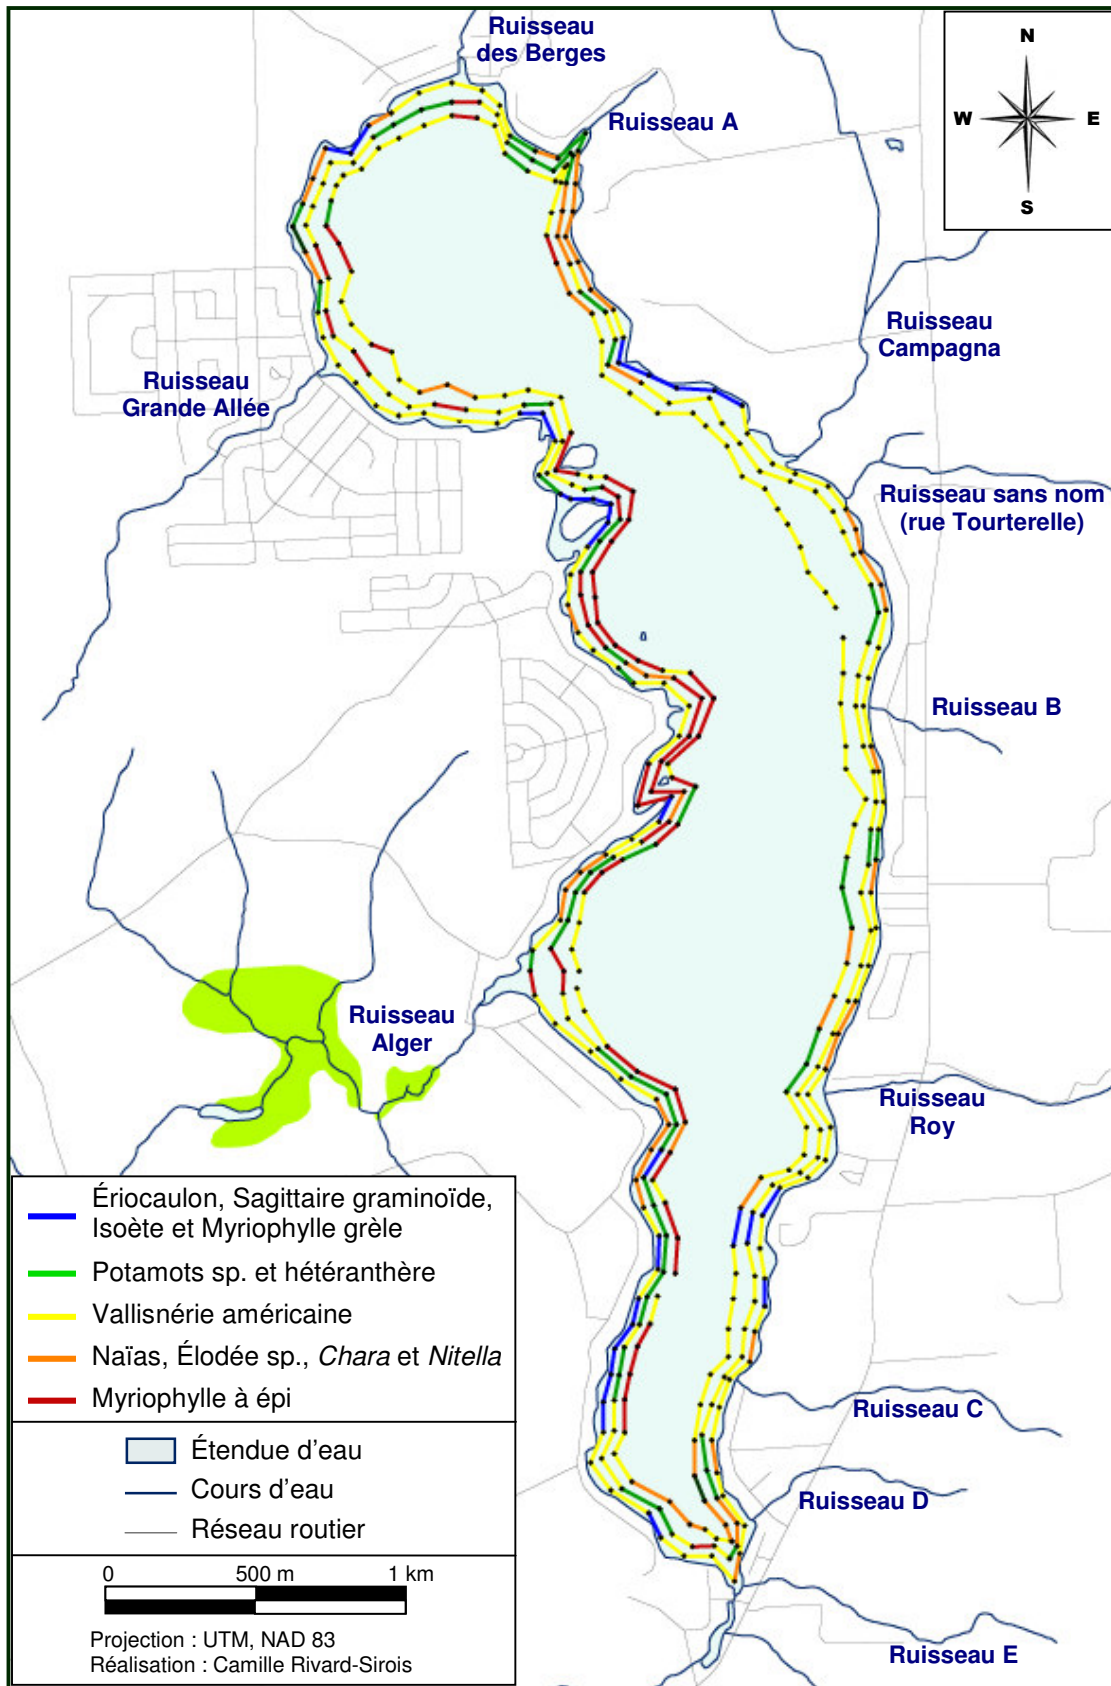 Ruisseau
des Berges
N
W
E
S
Ruisseau A
Ruisseau
Campagna
Ruisseau
Grande Allée
Ruisseau sans nom
(rue Tourterelle)
Ruisseau B
Ruisseau
Alger
Ruisseau
Roy
Ériocaulon, Sagittaire graminoïde,
Isoète et Myriophylle grèle
Potamots sp. et hétéranthère
Vallisnérie américaine
Naïas, Élodée sp., Chara et Nitella
Myriophylle à épi
Ruisseau C
Étendue d'eau
Cours d'eau
Réseau routier
Ruisseau D
0 500 m 1 km
Projection : UTM, NAD 83
Réalisation : Camille Rivard-Sirois
Ruisseau E